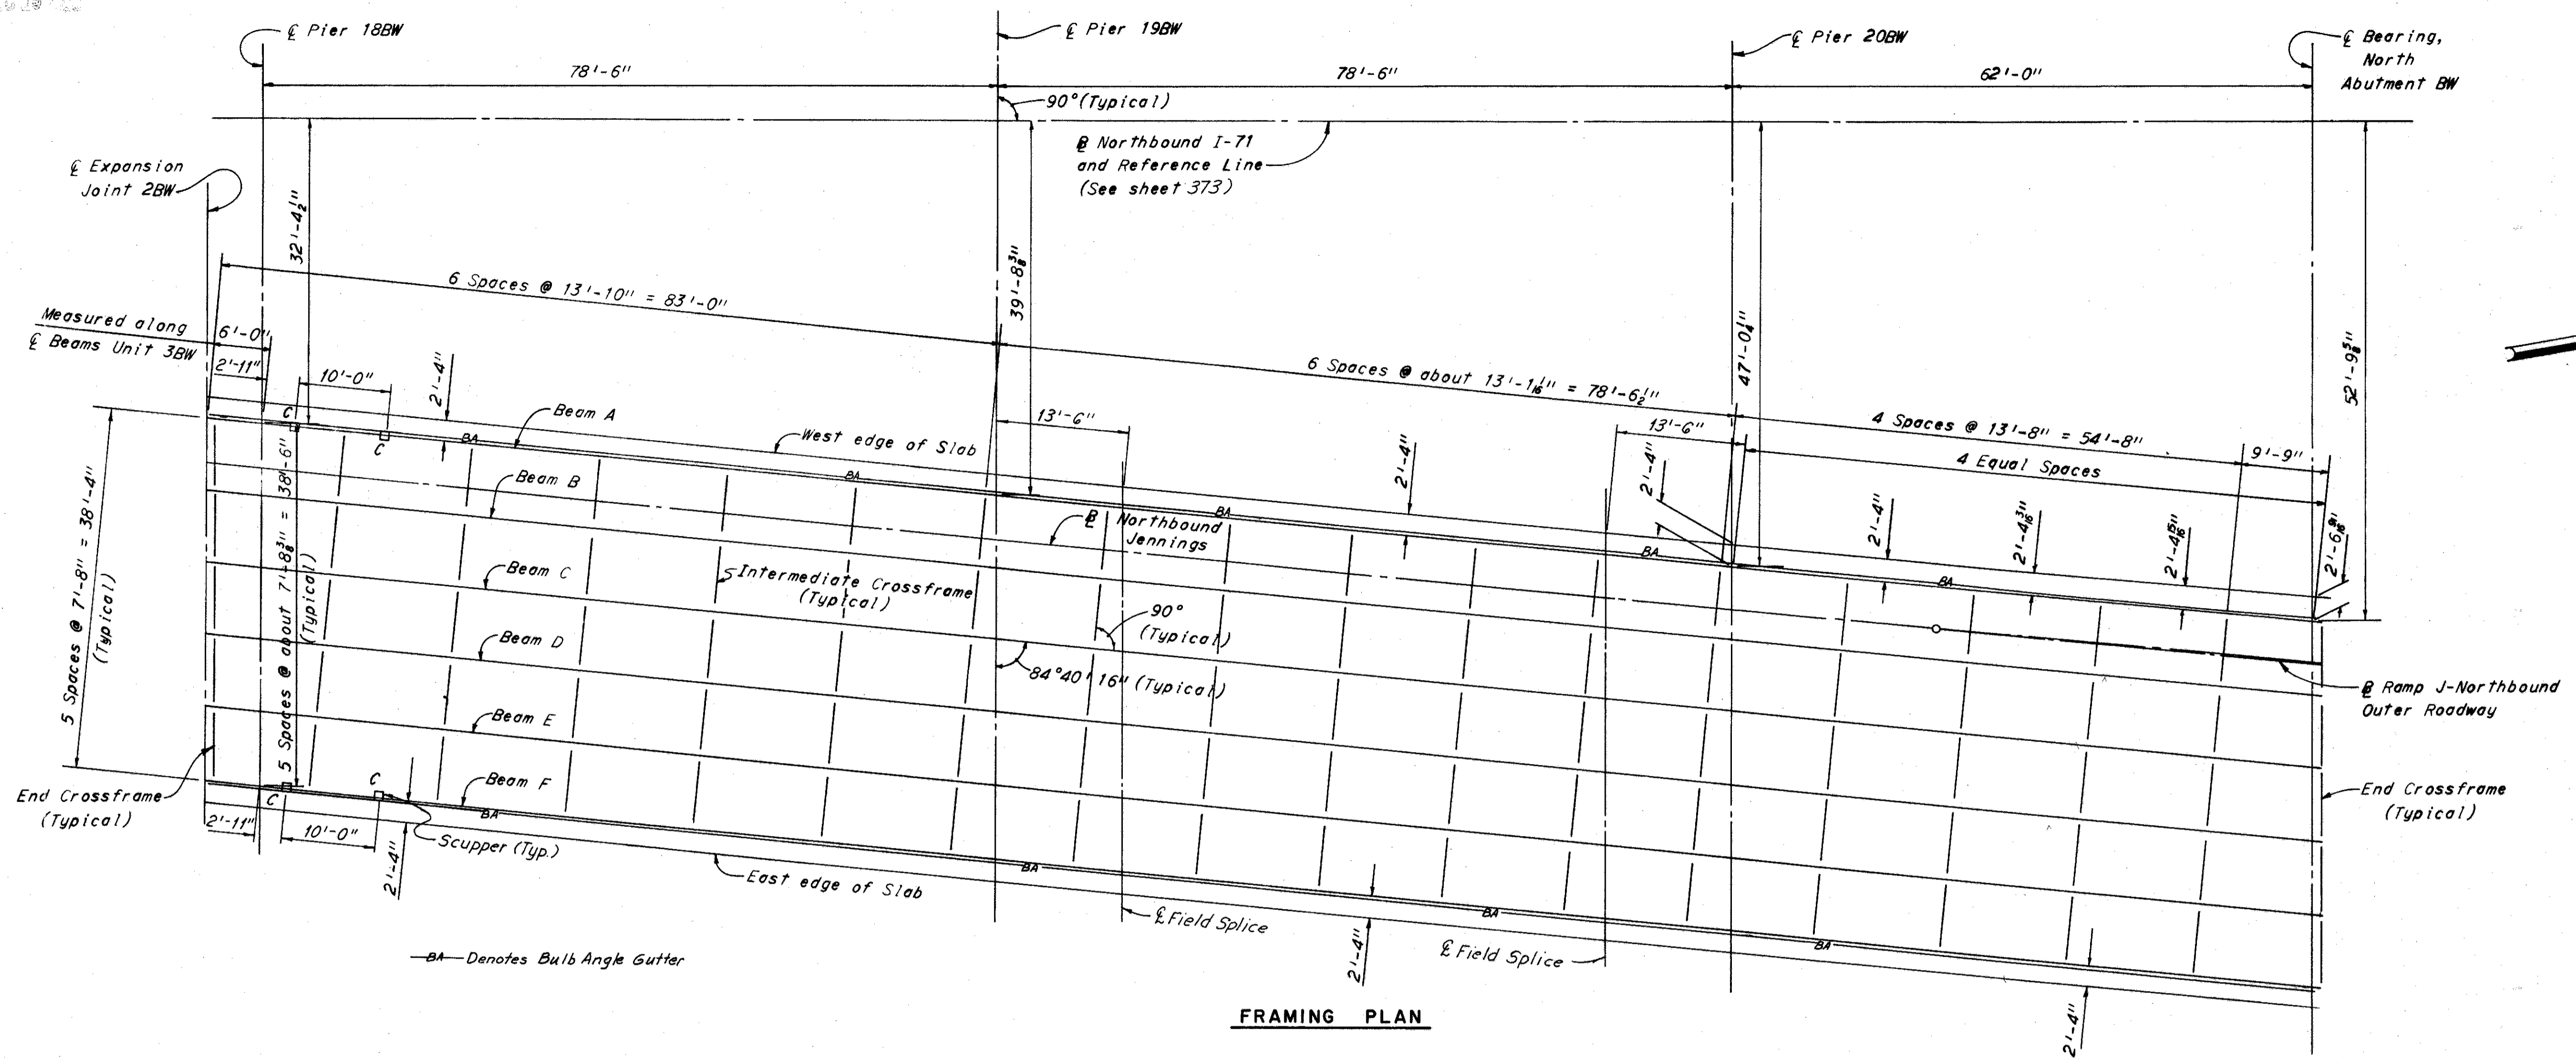 ℄ Pier 18BW
℄ Pier 19BW
℄ Pier 20BW
℄ Bearing,
North
Abutment BW
78'-6"
78'-6"
62'-0"
90° (Typical)
℄ Expansion
Joint 2BW
32'-4½"
Northbound I-71
and Reference Line
(See sheet 373)
39'-8⅜"
47'-0¼"
52'-9⅜"
6 Spaces @ 13'-10" = 83'-0"
Measured along
℄ Beams Unit 3BW
6'-0"
2'-11"
10'-0"
2'-4"
6 Spaces @ about 13'-1 1/16" = 78'-6½"
13'-6"
13'-6"
4 Spaces @ 13'-8" = 54'-8"
9'-9"
4 Equal Spaces
C
C
BA
Beam A
West edge of Slab
BA
2'-4"
2'-4"
2'-4"
2'-4 3/16"
2'-4 15/16"
2'-6 9/16"
5 Spaces @ 7'-8" = 38'-4"
(Typical)
5 Spaces @ about 7'-8⅜" = 38'-6"
(Typical)
Beam B
BA
Northbound
Jennings
BA
BA
Beam C
Intermediate Crossframe
(Typical)
90°
(Typical)
Beam D
84°40'16" (Typical)
Ramp J-Northbound
Outer Roadway
Beam E
Beam F
End Crossframe
(Typical)
C
C
BA
2'-11"
10'-0"
2'-4"
Scupper (Typ.)
End Crossframe
(Typical)
East edge of Slab
BA
BA
BA
℄ Field Splice
2'-4"
℄ Field Splice
2'-4"
BA Denotes Bulb Angle Gutter
FRAMING PLAN